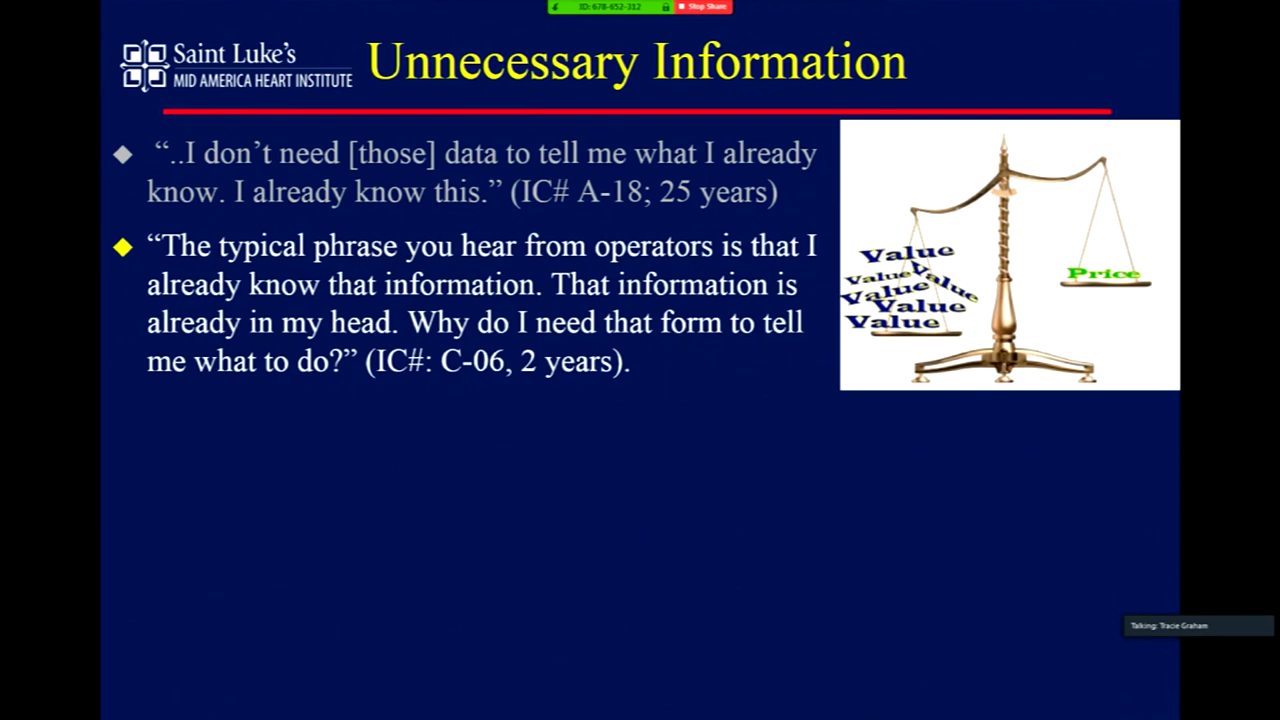 ID: 678-652-312
Stop Share
Saint Luke's
MID AMERICA HEART INSTITUTE
Unnecessary Information
“..I don’t need [those] data to tell me what I already
know. I already know this.” (IC# A-18; 25 years)
“The typical phrase you hear from operators is that I
already know that information. That information is
already in my head. Why do I need that form to tell
me what to do?” (IC#: C-06, 2 years).
Value
Value
Value
Value
Value
Value
Price
Talking: Tracie Graham